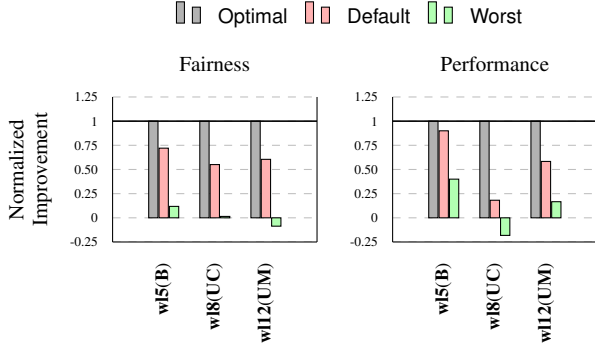 Optimal Default Worst
Fairness Performance
Normalized
Improvement
1.25
1
0.75
0.50
0.25
0
-0.25
wl5(B)
wl8(UC)
wl12(UM)
1.25
1
0.75
0.50
0.25
0
-0.25
wl5(B)
wl8(UC)
wl12(UM)